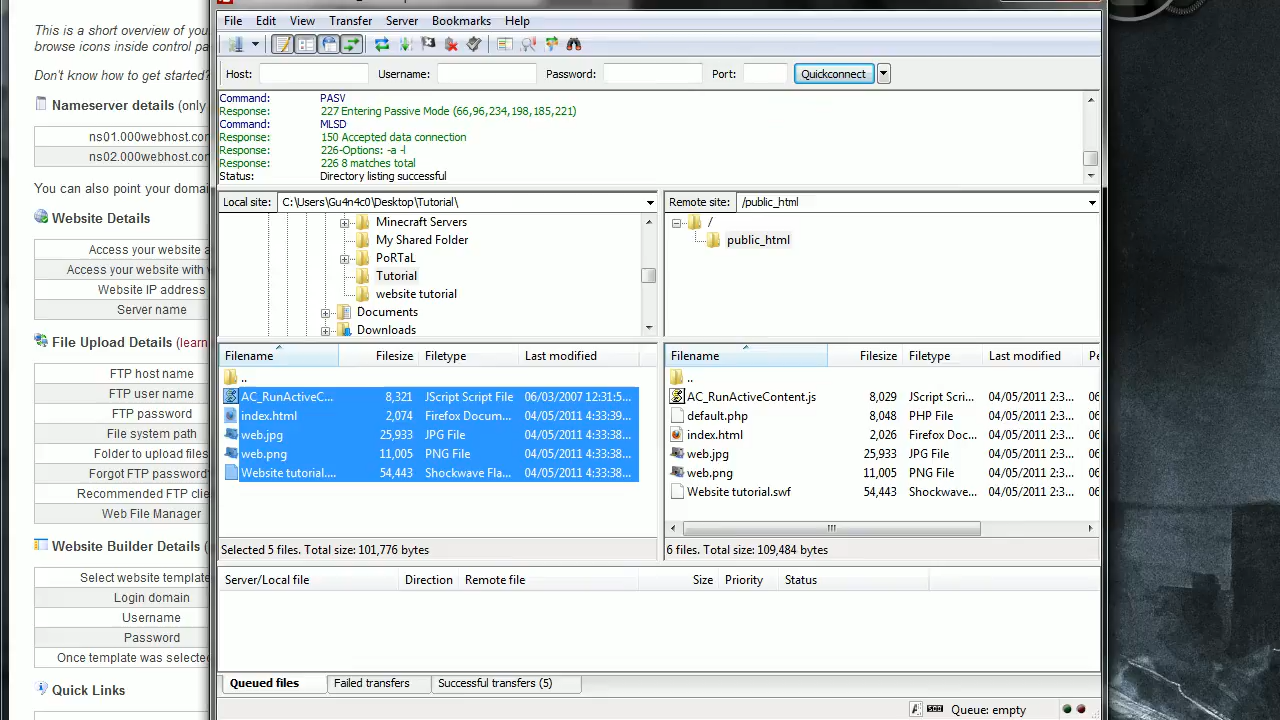 This is a short overview of you
browse icons inside control pa
Don't know how to get started?
Nameserver details (only
ns01.000webhost.com
ns02.000webhost.com
You can also point your doma
Website Details
Access your website a
Access your website with
Website IP address
Server name
File Upload Details (learn
FTP host name
FTP user name
FTP password
File system path
Folder to upload files
Forgot FTP password
Recommended FTP clie
Web File Manager
Website Builder Details (
Select website template
Login domain
Username
Password
Once template was selected
Quick Links
File Edit View Transfer Server Bookmarks Help
Host: Username: Password: Port: Quickconnect
Command: PASV
Response: 227 Entering Passive Mode (66,96,234,198,185,221)
Command: MLSD
Response: 150 Accepted data connection
Response: 226-Options: -a -l
Response: 226 8 matches total
Status: Directory listing successful
Local site: C:\Users\Gu4n4c0\Desktop\Tutorial\
Minecraft Servers
My Shared Folder
PoRTaL
Tutorial
website tutorial
Documents
Downloads
Remote site: /public_html
/
public_html
Filename Filesize Filetype Last modified
..
AC_RunActiveC... 8,321 JScript Script File 06/03/2007 12:31:5...
index.html 2,074 Firefox Docum... 04/05/2011 4:33:39...
web.jpg 25,933 JPG File 04/05/2011 4:33:38...
web.png 11,005 PNG File 04/05/2011 4:33:38...
Website tutorial.... 54,443 Shockwave Fla... 04/05/2011 4:33:38...
Selected 5 files. Total size: 101,776 bytes
Filename Filesize Filetype Last modified Pe
..
AC_RunActiveContent.js 8,029 JScript Scri... 04/05/2011 2:3... 06
default.php 8,048 PHP File 04/05/2011 2:3... 06
index.html 2,026 Firefox Doc... 04/05/2011 2:3... 06
web.jpg 25,933 JPG File 04/05/2011 2:3... 06
web.png 11,005 PNG File 04/05/2011 2:3... 06
Website tutorial.swf 54,443 Shockwave... 04/05/2011 2:3... 06
6 files. Total size: 109,484 bytes
Server/Local file Direction Remote file Size Priority Status
Queued files Failed transfers Successful transfers (5)
Queue: empty